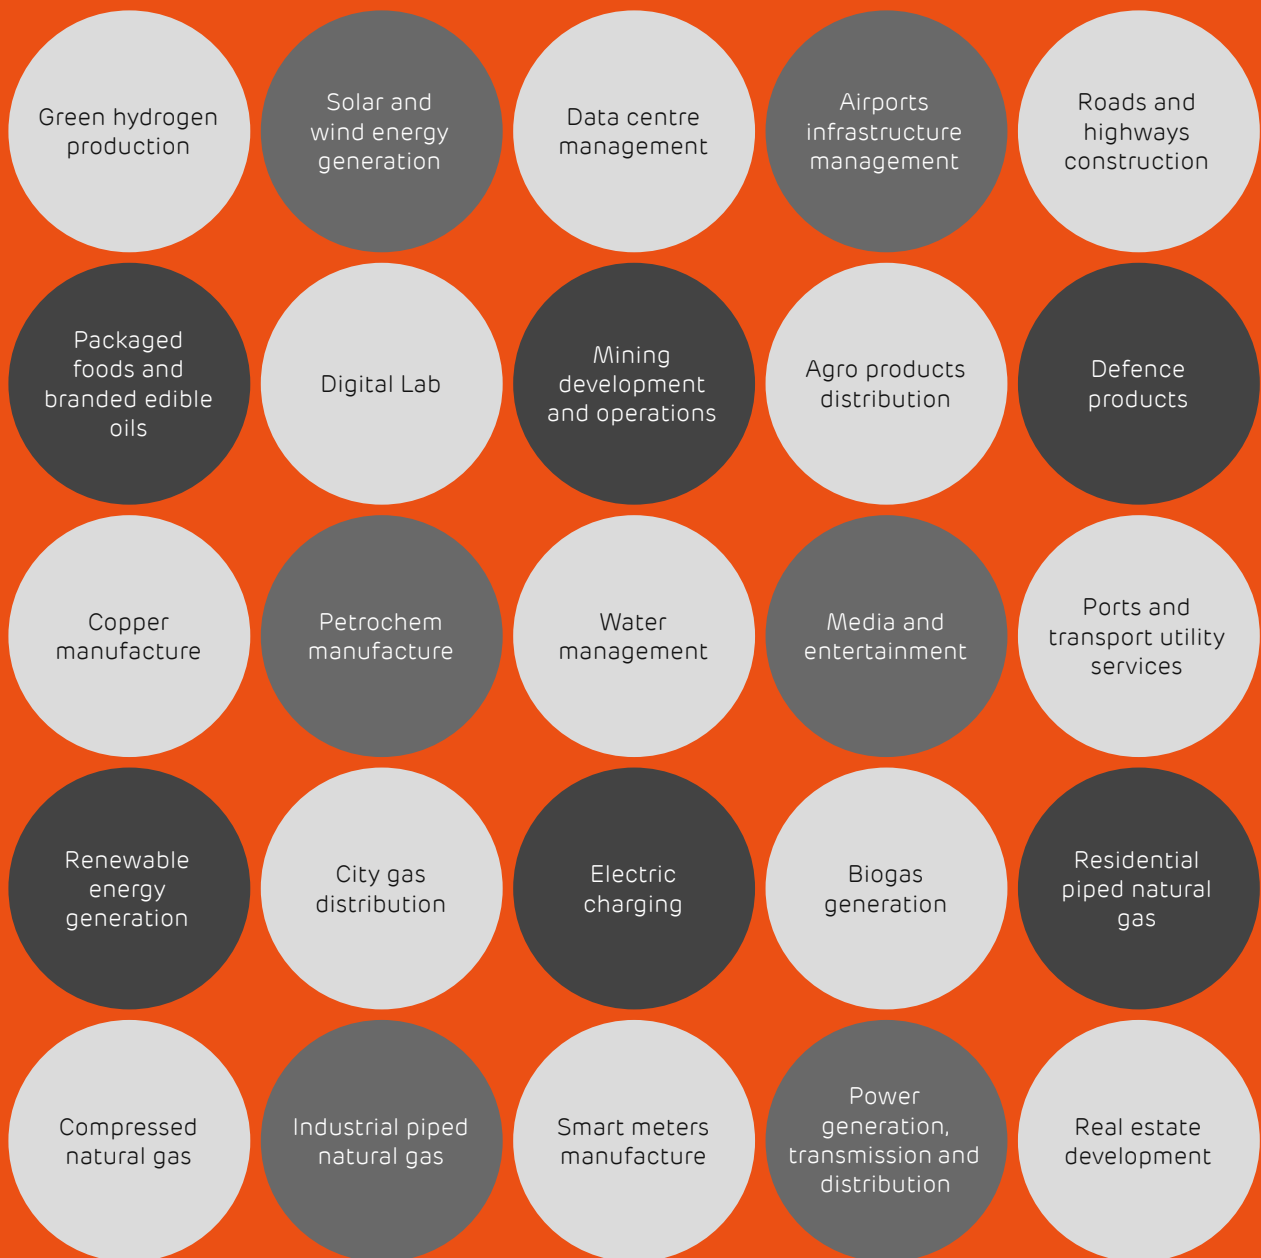 Green hydrogen
production
Solar and
wind energy
generation
Data centre
management
Airports
infrastructure
management
Roads and
highways
construction
Packaged
foods and
branded edible
oils
Digital Lab
Mining
development
and operations
Agro products
distribution
Defence
products
Copper
manufacture
Petrochem
manufacture
Water
management
Media and
entertainment
Ports and
transport utility
services
Renewable
energy
generation
City gas
distribution
Electric
charging
Biogas
generation
Residential
piped natural
gas
Compressed
natural gas
Industrial piped
natural gas
Smart meters
manufacture
Power
generation,
transmission and
distribution
Real estate
development